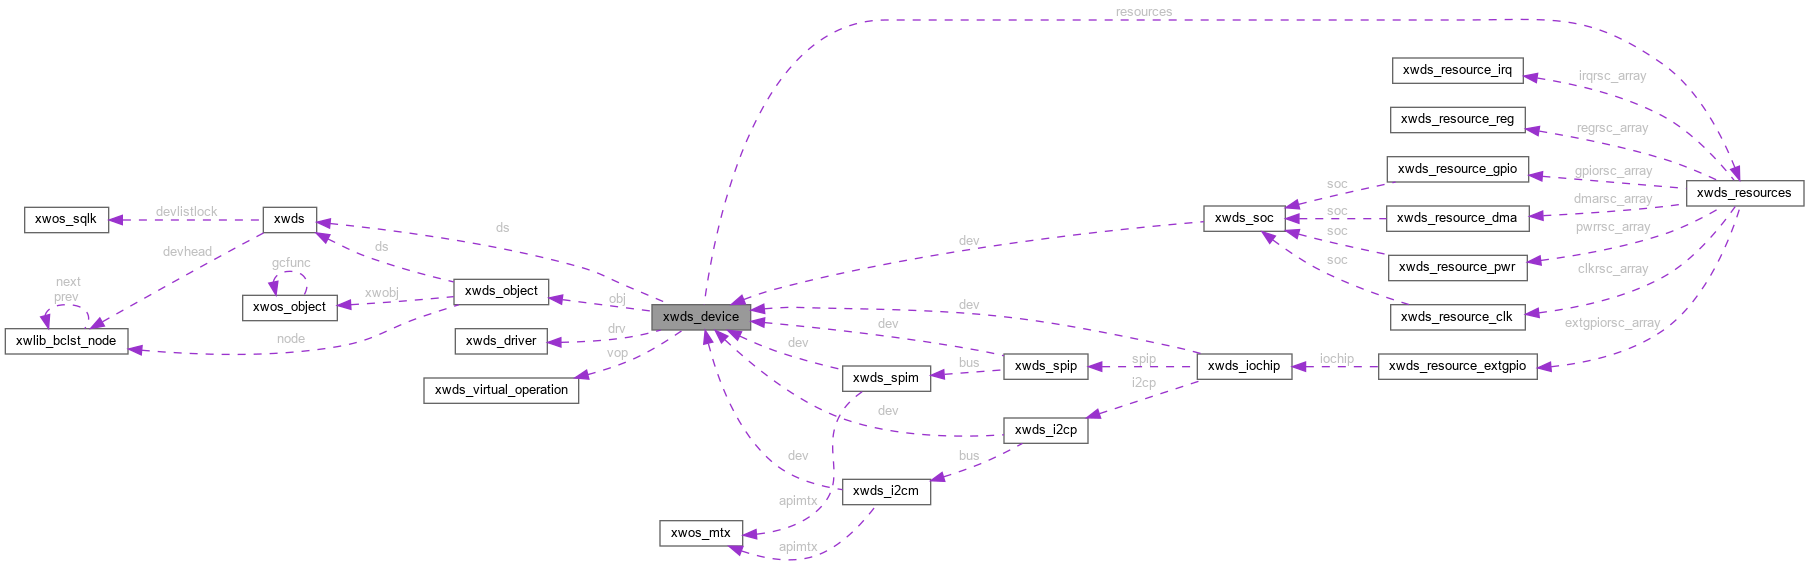 resources
xwds_resource_irq
irqrsc_array
xwds_resource_reg
regrsc_array
xwds_resource_gpio
gpiorsc_array
soc
xwds_resources
dmarsc_array
xwos_sqlk
devlistlock
xwds
xwds_soc
soc
xwds_resource_dma
ds
pwrrsc_array
soc
dev
devhead
ds
gcfunc
soc
xwds_resource_pwr
clkrsc_array
next
prev
xwos_object
xwobj
xwds_object
obj
dev
xwds_device
xwds_resource_clk
extgpiorsc_array
xwlib_bclst_node
node
xwds_driver
drv
dev
dev
vop
bus
xwds_spip
spip
xwds_iochip
iochip
xwds_resource_extgpio
xwds_virtual_operation
xwds_spim
i2cp
dev
xwds_i2cp
dev
bus
xwds_i2cm
apimtx
xwos_mtx
apimtx